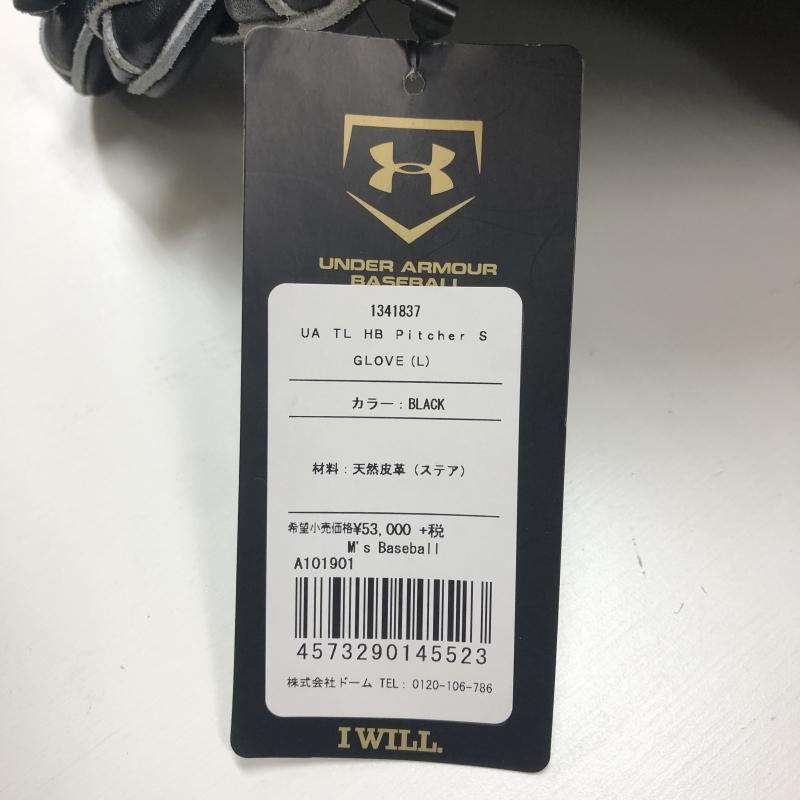 UNDER ARMOUR
BASEBALL
1341837
UA TL HB Pitcher S
GLOVE(L)
カラー:BLACK
材料:天然皮革(ステア)
希望小売価格¥53,000 +税
M's Baseball
A101901
4573290145523
株式会社ドーム TEL: 0120-106-786
I WILL.